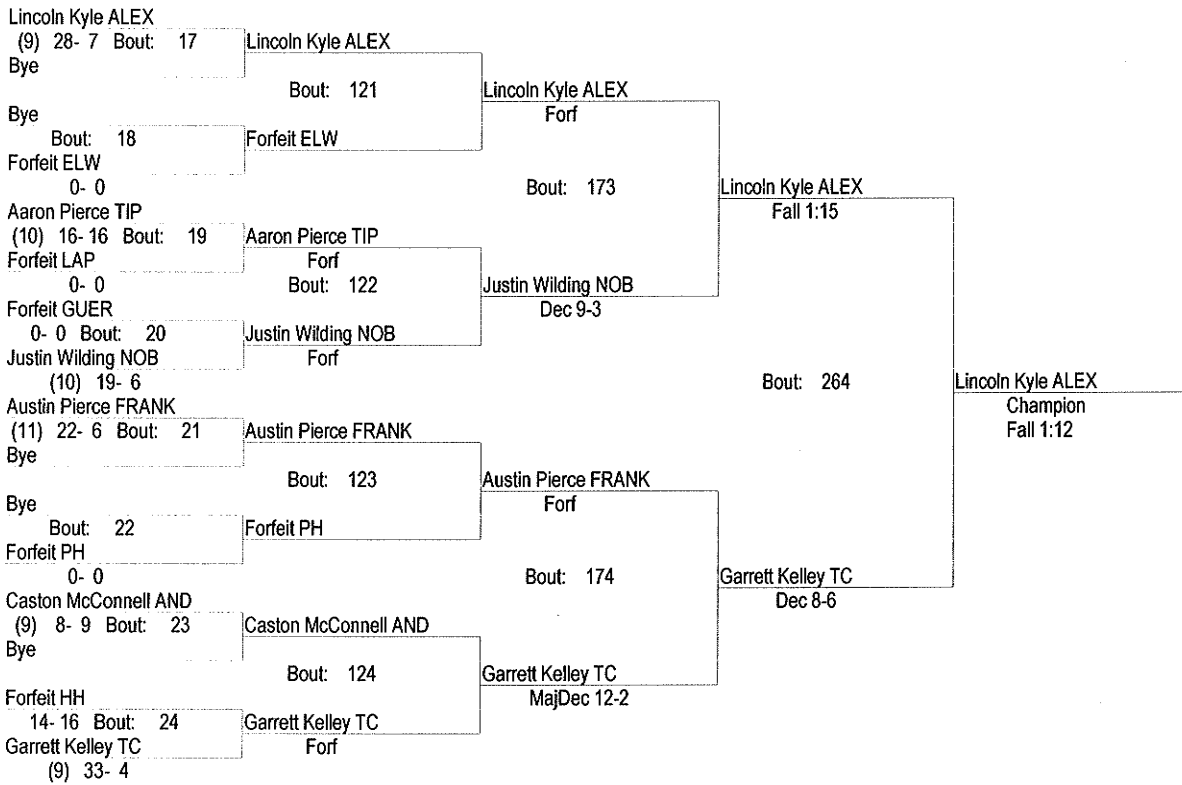 Lincoln Kyle ALEX
(9) 28- 7 Bout: 17
Bye
Bye
Bout: 18
Forfeit ELW
0- 0
Aaron Pierce TIP
(10) 16- 16 Bout: 19
Forfeit LAP
0- 0
Forfeit GUER
0- 0 Bout: 20
Justin Wilding NOB
(10) 19- 6
Austin Pierce FRANK
(11) 22- 6 Bout: 21
Bye
Bye
Bout: 22
Forfeit PH
0- 0
Caston McConnell AND
(9) 8- 9 Bout: 23
Bye
Forfeit HH
14- 16 Bout: 24
Garrett Kelley TC
(9) 33- 4
Lincoln Kyle ALEX
Bout: 121
Forfeit ELW
Aaron Pierce TIP
Forf
Bout: 122
Justin Wilding NOB
Forf
Austin Pierce FRANK
Bout: 123
Forfeit PH
Caston McConnell AND
Bout: 124
Garrett Kelley TC
Forf
Lincoln Kyle ALEX
Forf
Bout: 173
Justin Wilding NOB
Dec 9-3
Austin Pierce FRANK
Forf
Bout: 174
Garrett Kelley TC
MajDec 12-2
Lincoln Kyle ALEX
Fall 1:15
Bout: 264
Garrett Kelley TC
Dec 8-6
Lincoln Kyle ALEX
Champion
Fall 1:12